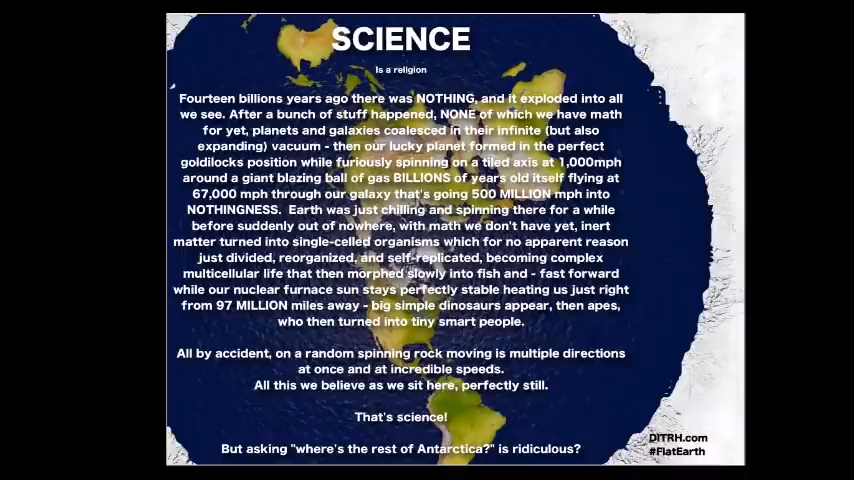 SCIENCE
Is a religion
Fourteen billions years ago there was NOTHING, and it exploded into all
we see. After a bunch of stuff happened, NONE of which we have math
for yet, planets and galaxies coalesced in their infinite (but also
expanding) vacuum - then our lucky planet formed in the perfect
goldilocks position while furiously spinning on a tiled axis at 1,000mph
around a giant blazing ball of gas BILLIONS of years old itself flying at
67,000 mph through our galaxy that's going 500 MILLION mph into
NOTHINGNESS. Earth was just chilling and spinning there for a while
before suddenly out of nowhere, with math we don't have yet, inert
matter turned into single-celled organisms which for no apparent reason
just divided, reorganized, and self-replicated, becoming complex
multicellular life that then morphed slowly into fish and - fast forward
while our nuclear furnace sun stays perfectly stable heating us just right
from 97 MILLION miles away - big simple dinosaurs appear, then apes,
who then turned into tiny smart people.
All by accident, on a random spinning rock moving is multiple directions
at once and at incredible speeds.
All this we believe as we sit here, perfectly still.
That's science!
But asking "where's the rest of Antarctica?" is ridiculous?
DITRH.com
#FlatEarth